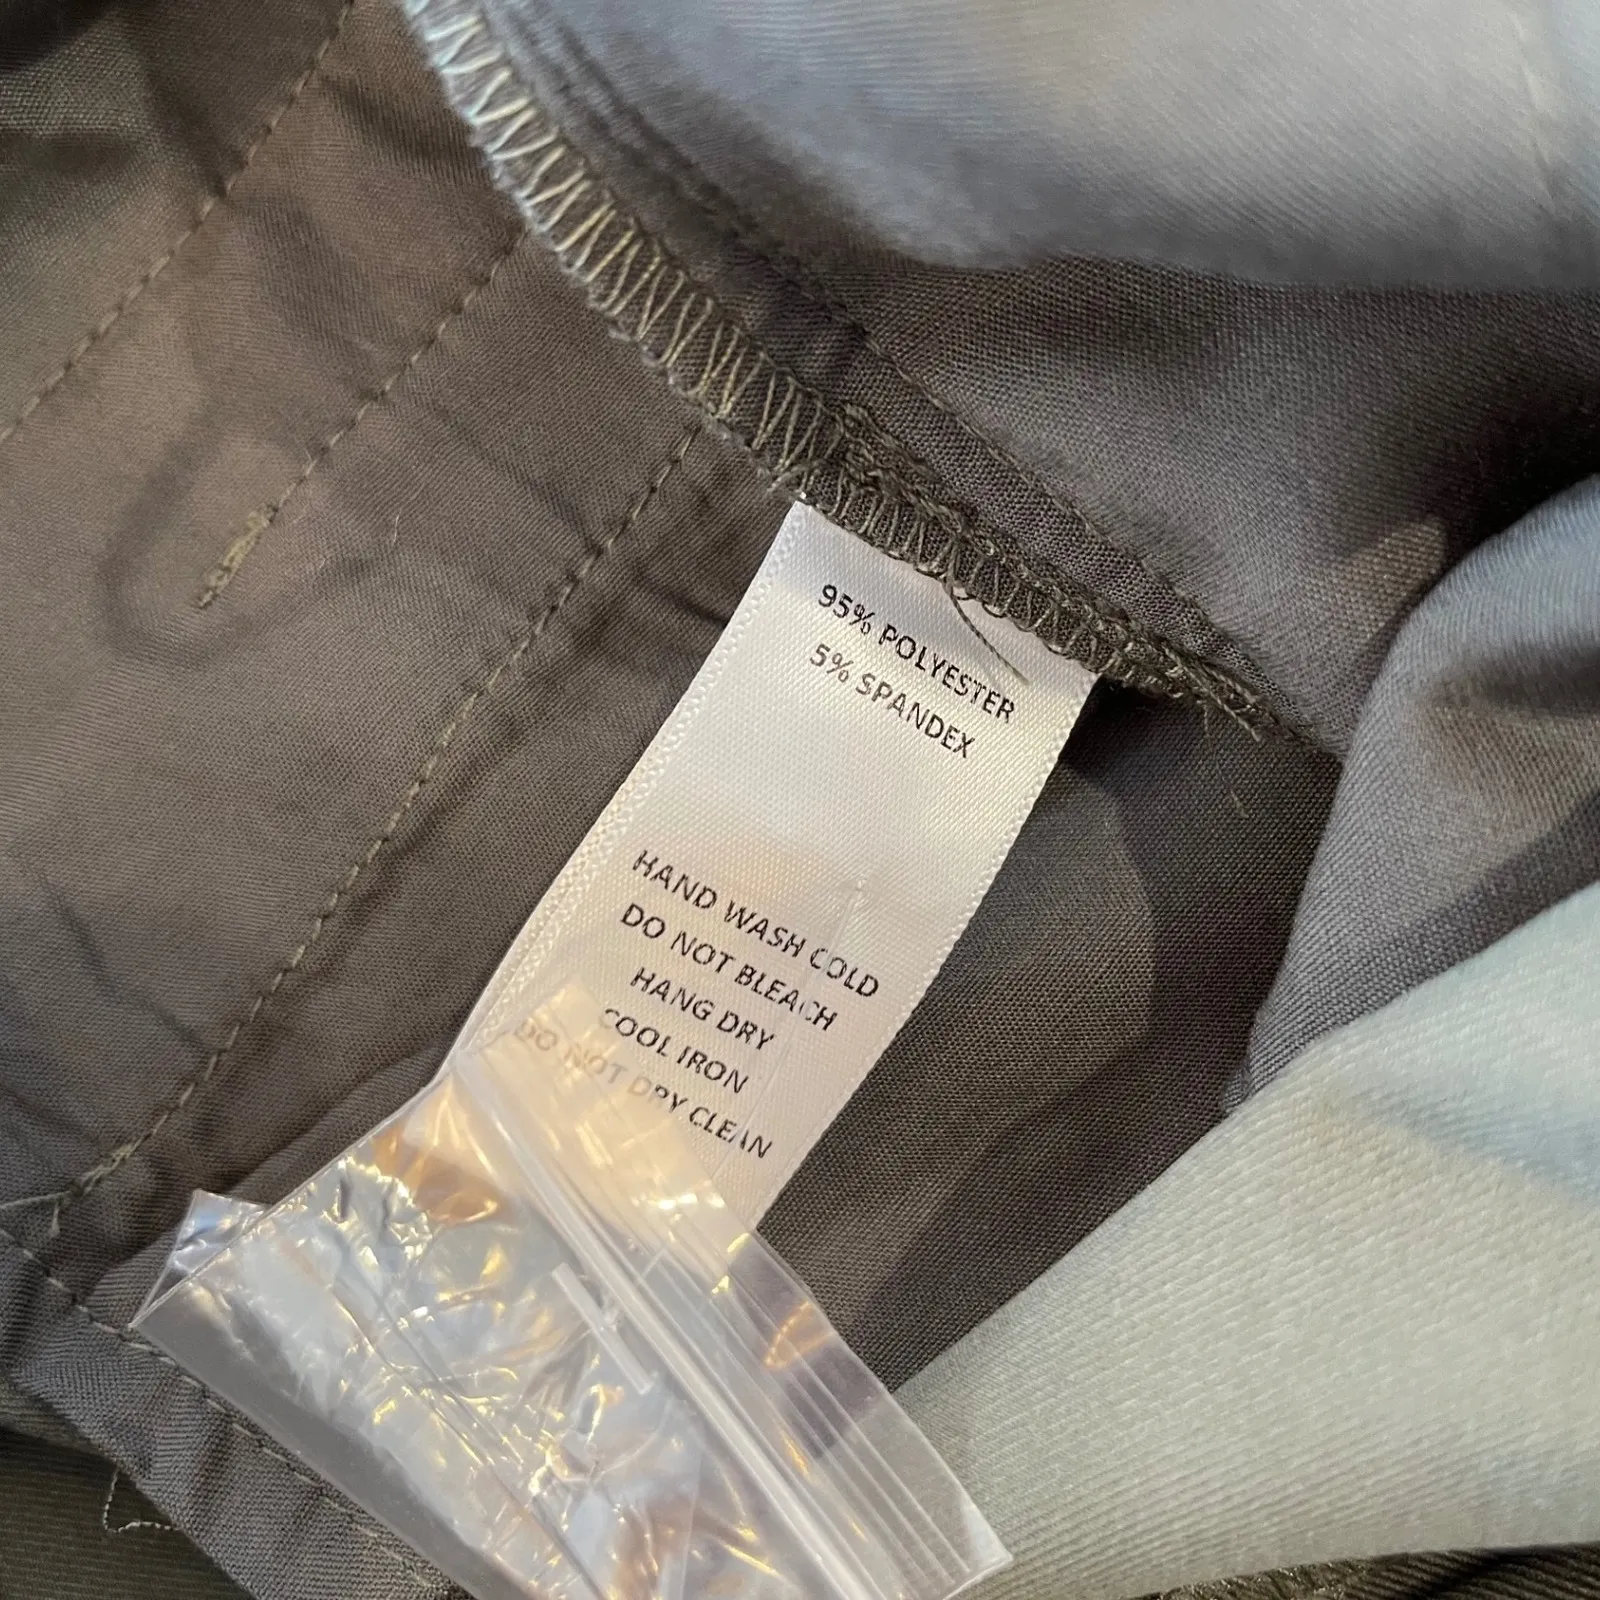 95% POLYESTER
5% SPANDEX
HAND WASH COLD
DO NOT BLEACH
HANG DRY
COOL IRON
DO NOT DRY CLEAN